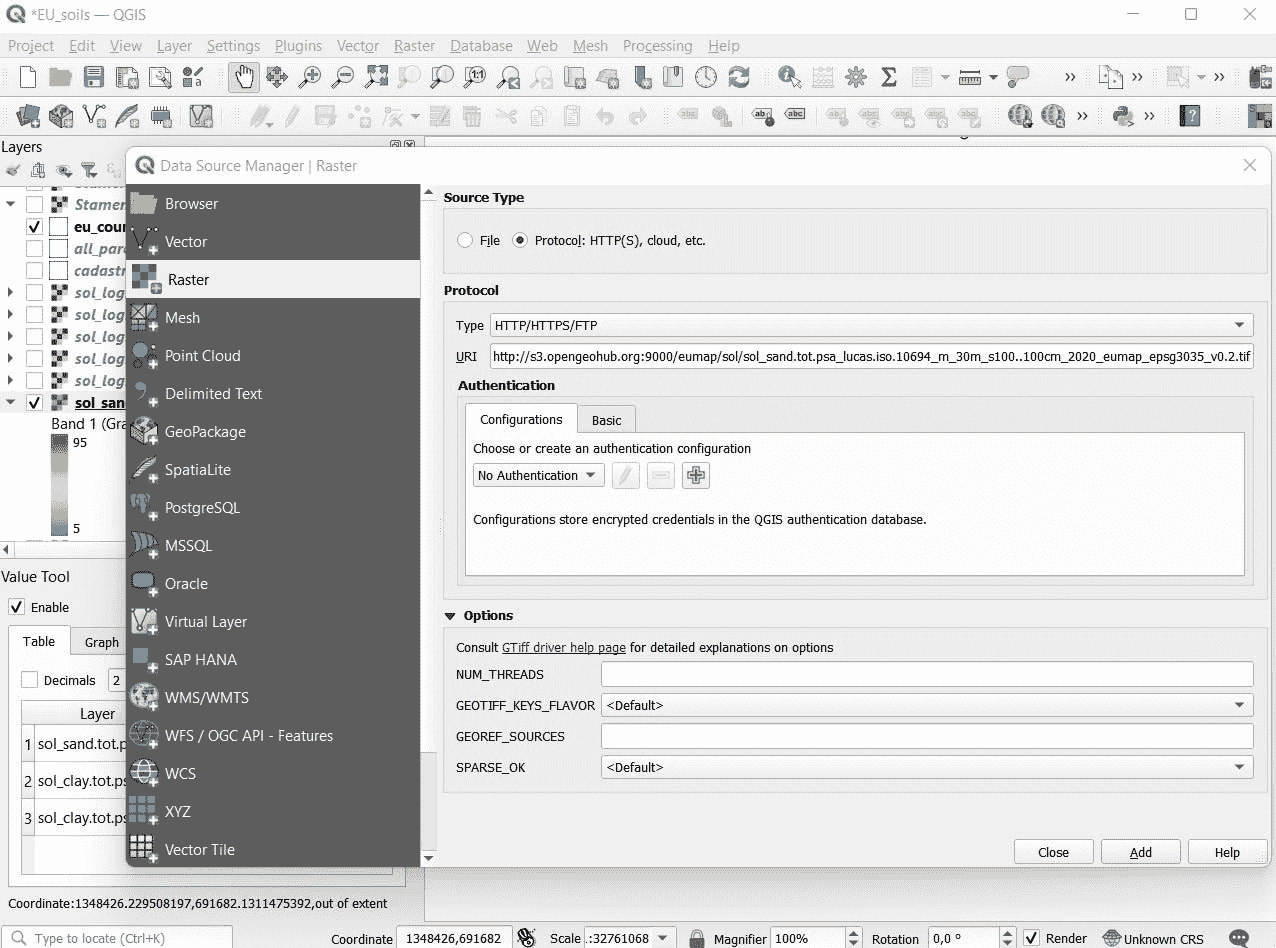 *EU_soils — QGIS
Project Edit View Layer Settings Plugins Vector Raster Database Web Mesh Processing Help
Layers
Data Source Manager | Raster
eu_cour
all_par
cadastr
sol_log
sol_log
sol_log
sol_log
sol_log
sol_san
Band 1 (Gra
95
5
Value Tool
Enable
Table Graph
Decimals 2
Layer
1 sol_sand.tot.p
2 sol_clay.tot.ps
3 sol_clay.tot.ps
Browser
Vector
Raster
Mesh
Point Cloud
Delimited Text
GeoPackage
SpatiaLite
PostgreSQL
MSSQL
Oracle
Virtual Layer
SAP HANA
WMS/WMTS
WFS / OGC API - Features
WCS
XYZ
Vector Tile
Source Type
File Protocol: HTTP(S), cloud, etc.
Protocol
Type HTTP/HTTPS/FTP
URI http://s3.opengeohub.org:9000/eumap/sol/sol_sand.tot.psa_lucas.iso.10694_m_30m_s100..100cm_2020_eumap_epsg3035_v0.2.tif
Authentication
Configurations Basic
Choose or create an authentication configuration
No Authentication
Configurations store encrypted credentials in the QGIS authentication database.
Options
Consult GTiff driver help page for detailed explanations on options
NUM_THREADS
GEOTIFF_KEYS_FLAVOR <Default>
GEOREF_SOURCES
SPARSE_OK <Default>
Close Add Help
Coordinate:1348426.229508197,691682.1311475392,out of extent
Type to locate (Ctrl+K) Coordinate 1348426,691682 Scale .:32761068 Magnifier 100% Rotation 0,0 ° Render Unknown CRS